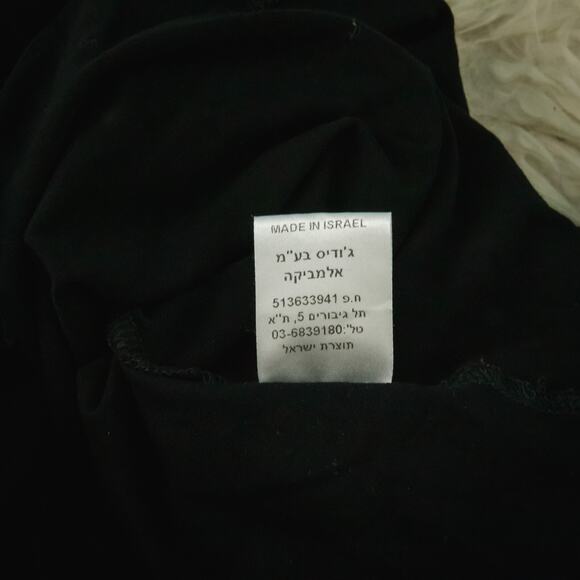 MADE IN ISRAEL
ג'ודיס בע"מ
אלמביקה
ח.פ 513633941
תל גיבורים 5, ת"א
טל': 03-6839180
תוצרת ישראל